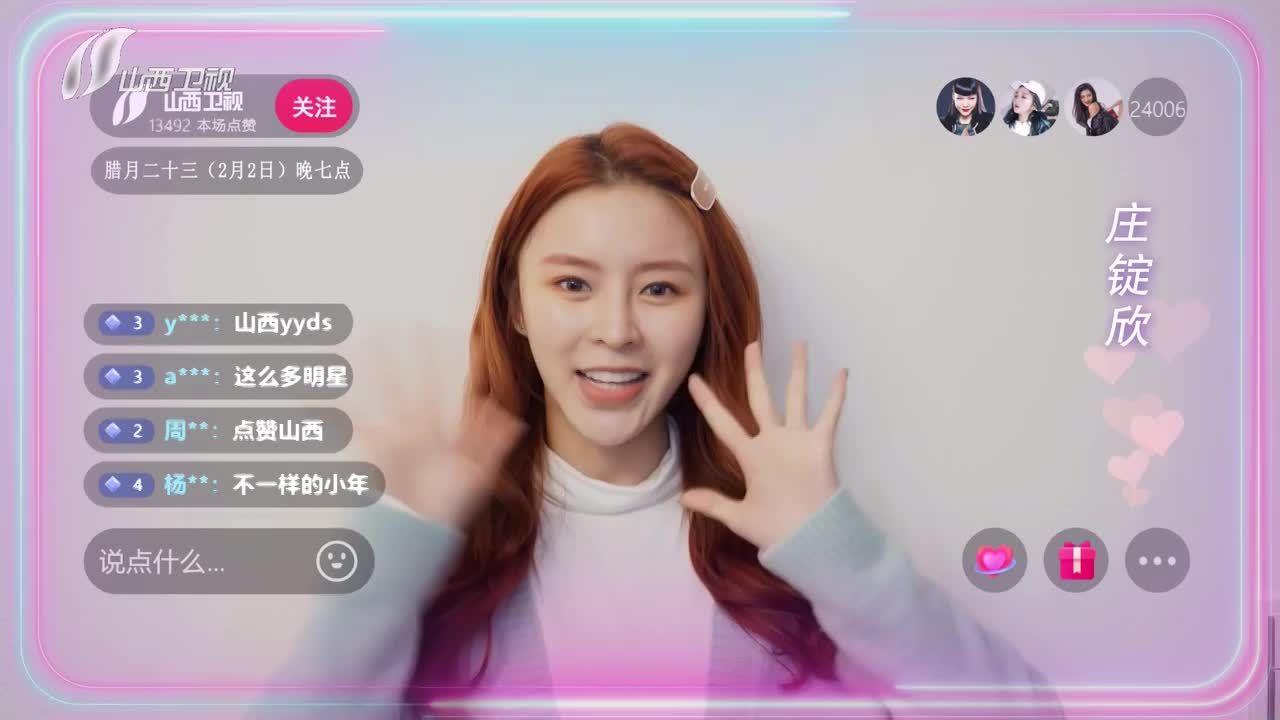 山西卫视
山西卫视
13492 本场点赞
关注
24006
腊月二十三（2月2日）晚七点
庄锭欣
3 y***：山西yyds
3 a***：这么多明星
2 周**：点赞山西
4 杨**：不一样的小年
说点什么...